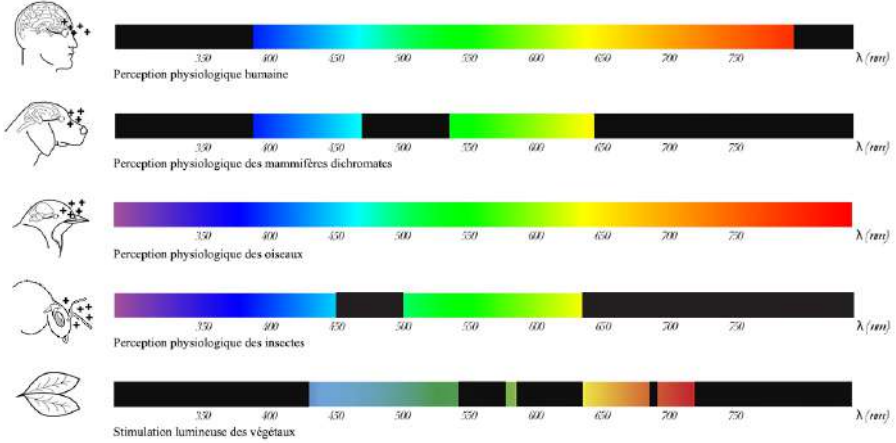 350 400 450 500 550 600 650 700 750 λ (nm)
Perception physiologique humaine
350 400 450 500 550 600 650 700 750 λ (nm)
Perception physiologique des mammifères dichromates
350 400 450 500 550 600 650 700 750 λ (nm)
Perception physiologique des oiseaux
350 400 450 500 550 600 650 700 750 λ (nm)
Perception physiologique des insectes
350 400 450 500 550 600 650 700 750 λ (nm)
Stimulation lumineuse des végétaux